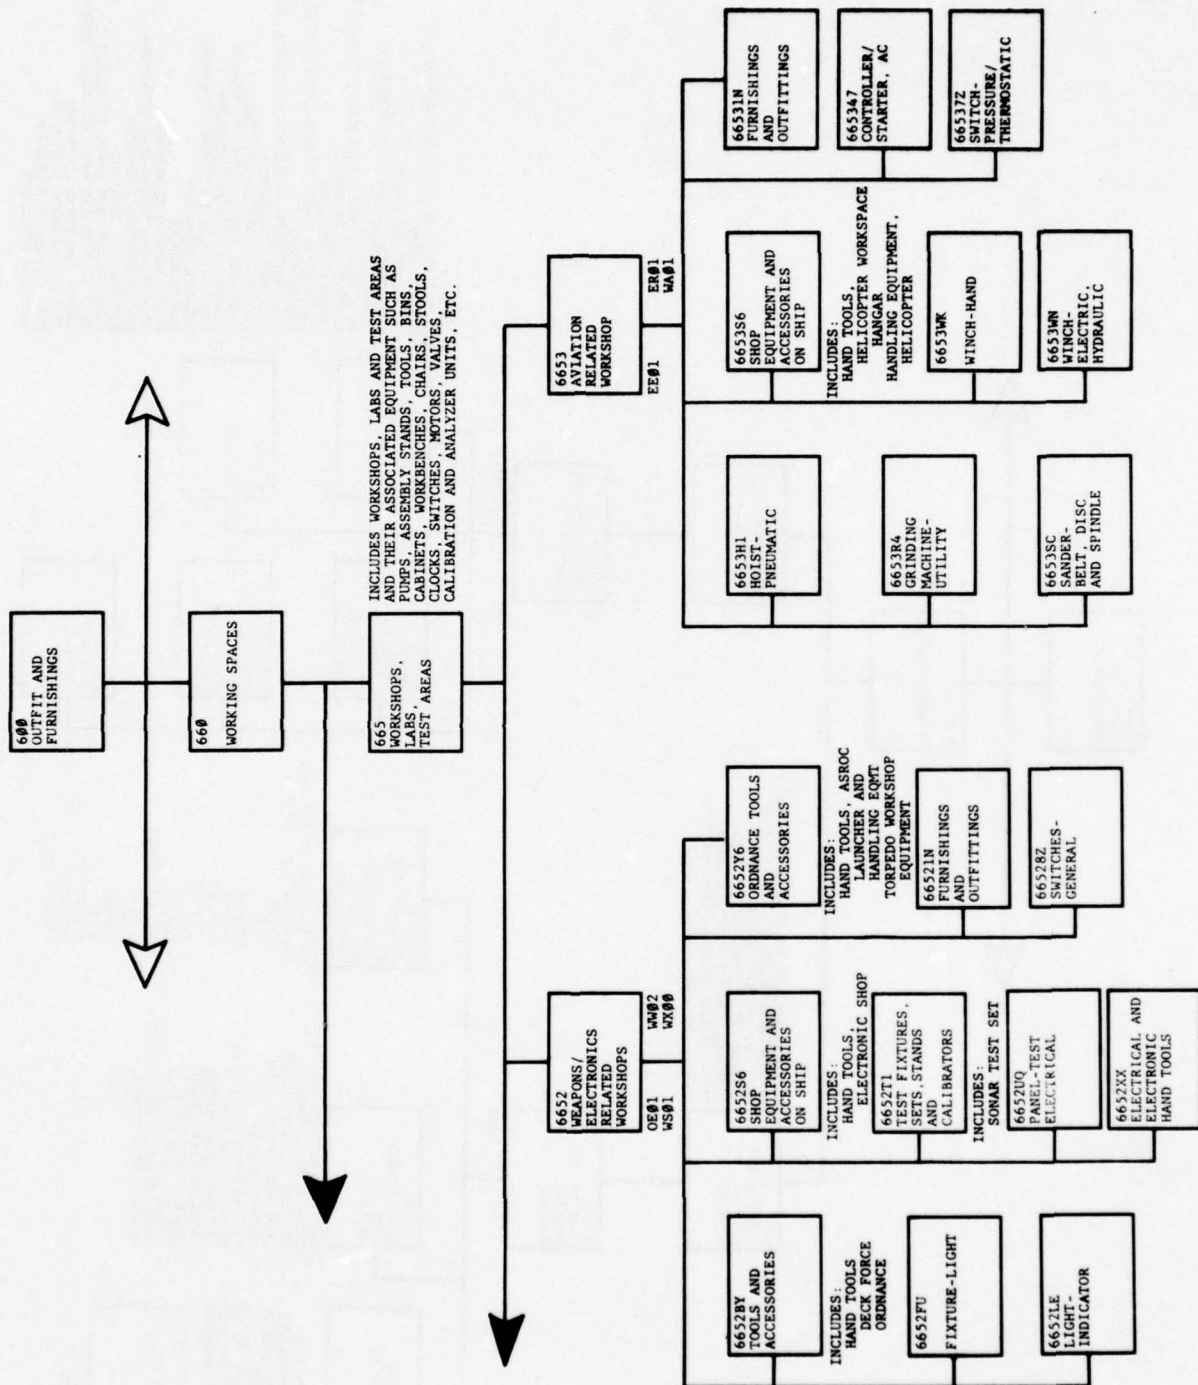 600
OUTFIT AND
FURNISHINGS
660
WORKING SPACES
665
WORKSHOPS,
LABS,
TEST AREAS
INCLUDES WORKSHOPS, LABS AND TEST AREAS
AND THEIR ASSOCIATED EQUIPMENT SUCH AS
PUMPS, ASSEMBLY STANDS, TOOLS, BINS,
CABINETS, WORKBENCHES, CHAIRS, STOOLS,
CLOCKS, SWITCHES, MOTORS, VALVES,
CALIBRATION AND ANALYZER UNITS, ETC.
6652
WEAPONS/
ELECTRONICS
RELATED
WORKSHOPS
OE01 WW02
WS01 WX00
6652BY
TOOLS AND
ACCESSORIES
INCLUDES:
HAND TOOLS
DECK FORCE
ORDNANCE
6652FU
FIXTURE-LIGHT
6652LE
LIGHT-
INDICATOR
6652S6
SHOP
EQUIPMENT AND
ACCESSORIES
ON SHIP
INCLUDES:
HAND TOOLS,
ELECTRONIC SHOP
6652T1
TEST FIXTURES,
SETS,STANDS
AND
CALIBRATORS
INCLUDES:
SONAR TEST SET
6652UQ
PANEL-TEST
ELECTRICAL
6652XX
ELECTRICAL AND
ELECTRONIC
HAND TOOLS
6652Y6
ORDNANCE TOOLS
AND
ACCESSORIES
INCLUDES:
HAND TOOLS, ASROC
LAUNCHER AND
HANDLING EQMT
TORPEDO WORKSHOP
EQUIPMENT
66521N
FURNISHINGS
AND
OUTFITTINGS
66528Z
SWITCHES-
GENERAL
6653
AVIATION
RELATED
WORKSHOP
EE01 ER01
WA01
6653H1
HOIST-
PNEUMATIC
6653R4
GRINDING
MACHINE-
UTILITY
6653SC
SANDER-
BELT, DISC
AND SPINDLE
6653S6
SHOP
EQUIPMENT AND
ACCESSORIES
ON SHIP
INCLUDES:
HAND TOOLS,
HELICOPTER WORKSPACE
HANGAR
HANDLING EQUIPMENT,
HELICOPTER
6653WK
WINCH-HAND
6653WN
WINCH-
ELECTRIC,
HYDRAULIC
66531N
FURNISHINGS
AND
OUTFITTINGS
665347
CONTROLLER/
STARTER, AC
66537Z
SWITCH-
PRESSURE/
THERMOSTATIC